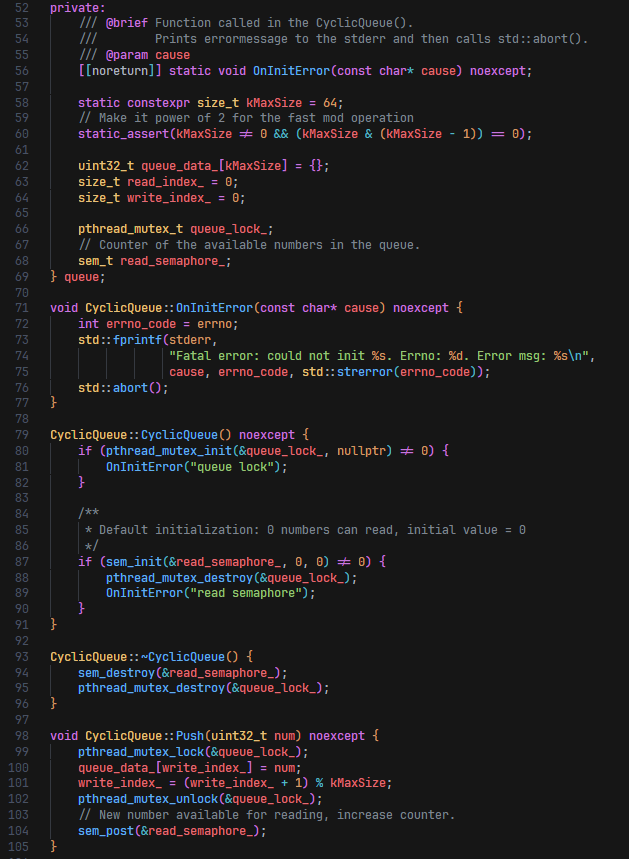 52 private:
53     /// @brief Function called in the CyclicQueue().
54     ///        Prints errormessage to the stderr and then calls std::abort().
55     /// @param cause
56     [[noreturn]] static void OnInitError(const char* cause) noexcept;
57
58     static constexpr size_t kMaxSize = 64;
59     // Make it power of 2 for the fast mod operation
60     static_assert(kMaxSize != 0 && (kMaxSize & (kMaxSize - 1)) == 0);
61
62     uint32_t queue_data_[kMaxSize] = {};
63     size_t read_index_ = 0;
64     size_t write_index_ = 0;
65
66     pthread_mutex_t queue_lock_;
67     // Counter of the available numbers in the queue.
68     sem_t read_semaphore_;
69 } queue;
70
71 void CyclicQueue::OnInitError(const char* cause) noexcept {
72     int errno_code = errno;
73     std::fprintf(stderr,
74                  "Fatal error: could not init %s. Errno: %d. Error msg: %s\n",
75                  cause, errno_code, std::strerror(errno_code));
76     std::abort();
77 }
78
79 CyclicQueue::CyclicQueue() noexcept {
80     if (pthread_mutex_init(&queue_lock_, nullptr) != 0) {
81         OnInitError("queue lock");
82     }
83
84     /**
85      * Default initialization: 0 numbers can read, initial value = 0
86      */
87     if (sem_init(&read_semaphore_, 0, 0) != 0) {
88         pthread_mutex_destroy(&queue_lock_);
89         OnInitError("read semaphore");
90     }
91 }
92
93 CyclicQueue::~CyclicQueue() {
94     sem_destroy(&read_semaphore_);
95     pthread_mutex_destroy(&queue_lock_);
96 }
97
98 void CyclicQueue::Push(uint32_t num) noexcept {
99     pthread_mutex_lock(&queue_lock_);
100     queue_data_[write_index_] = num;
101     write_index_ = (write_index_ + 1) % kMaxSize;
102     pthread_mutex_unlock(&queue_lock_);
103     // New number available for reading, increase counter.
104     sem_post(&read_semaphore_);
105 }